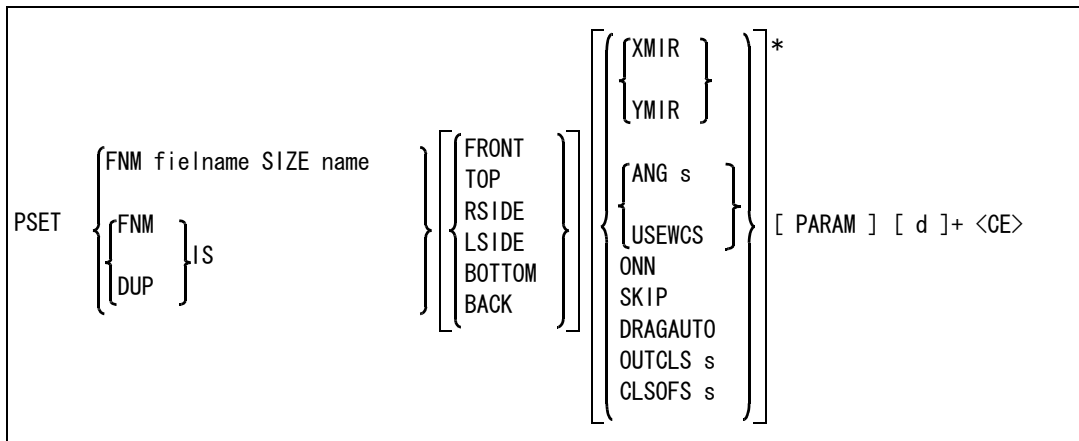 PSET
FNM fielname SIZE name
FNM
DUP
IS
FRONT
TOP
RSIDE
LSIDE
BOTTOM
BACK
XMIR
YMIR
ANG s
USEWCS
ONN
SKIP
DRAGAUTO
OUTCLS s
CLSOFS s
*
[ PARAM ] [ d ]+ <CE>